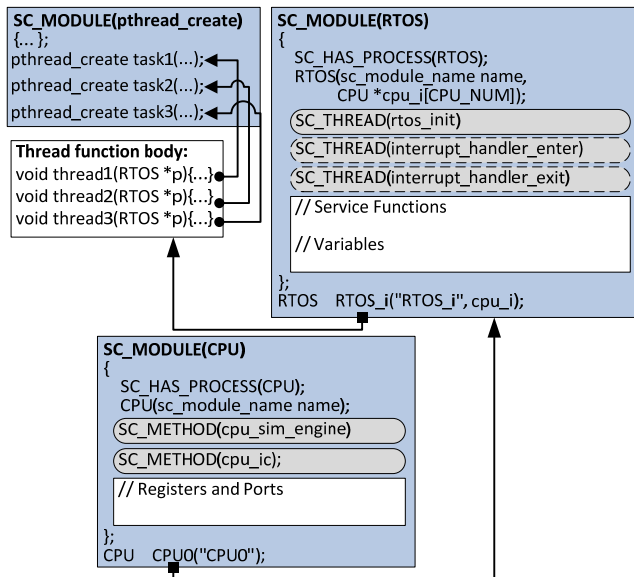 SC_MODULE(pthread_create)
{... };
pthread_create task1(...);
pthread_create task2(...);
pthread_create task3(...);
Thread function body:
void thread1(RTOS *p){...}
void thread2(RTOS *p){...}
void thread3(RTOS *p){...}
SC_MODULE(RTOS)
{
SC_HAS_PROCESS(RTOS);
RTOS(sc_module_name name,
CPU *cpu_i[CPU_NUM]);
SC_THREAD(rtos_init)
SC_THREAD(interrupt_handler_enter)
SC_THREAD(interrupt_handler_exit)
// Service Functions
// Variables
};
RTOS RTOS_i("RTOS_i", cpu_i);
SC_MODULE(CPU)
{
SC_HAS_PROCESS(CPU);
CPU(sc_module_name name);
SC_METHOD(cpu_sim_engine)
SC_METHOD(cpu_ic);
// Registers and Ports
};
CPU CPU0("CPU0");